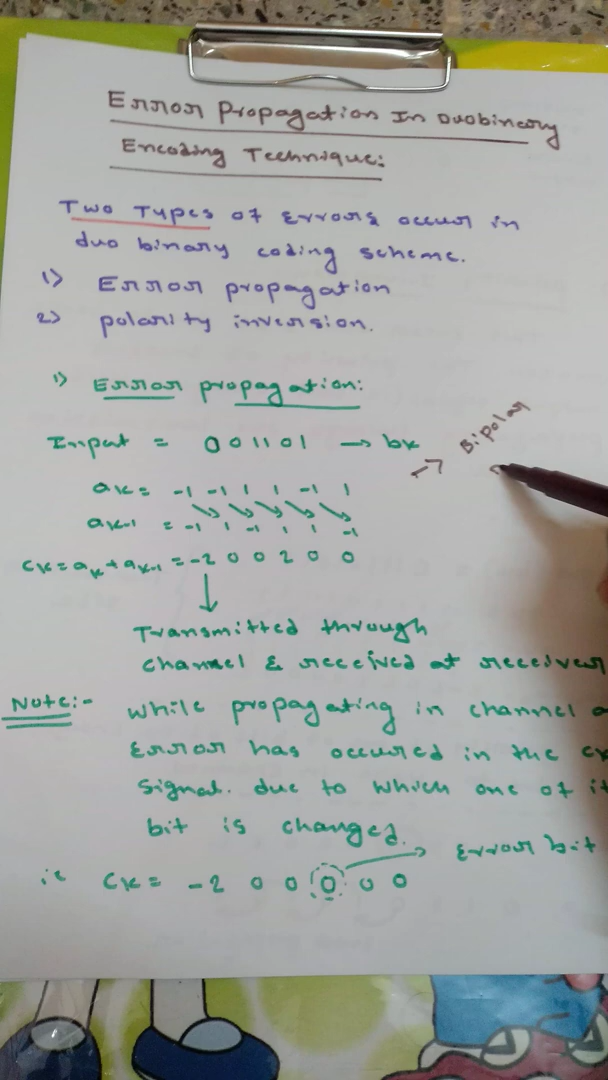 Error Propagation In Duobinary
Encoding Technique:
Two Types of Errors occur in
duo binary coding scheme.
1) Error propagation
2) polarity inversion.
1) Error propagation:
Input = 001101 → bk
→ Bipolar
ak = -1 -1 1 1 -1 1
ak-1 = -1 1 -1 1 1 -1
ck = ak + ak-1 = -2 0 0 2 0 0
Transmitted through
channel & received at receiver
Note:- While propagating in channel a
Error has occured in the ck
signal. due to which one of it
bit is changed.
Error bit
ie ck = -2 0 0 0 0 0